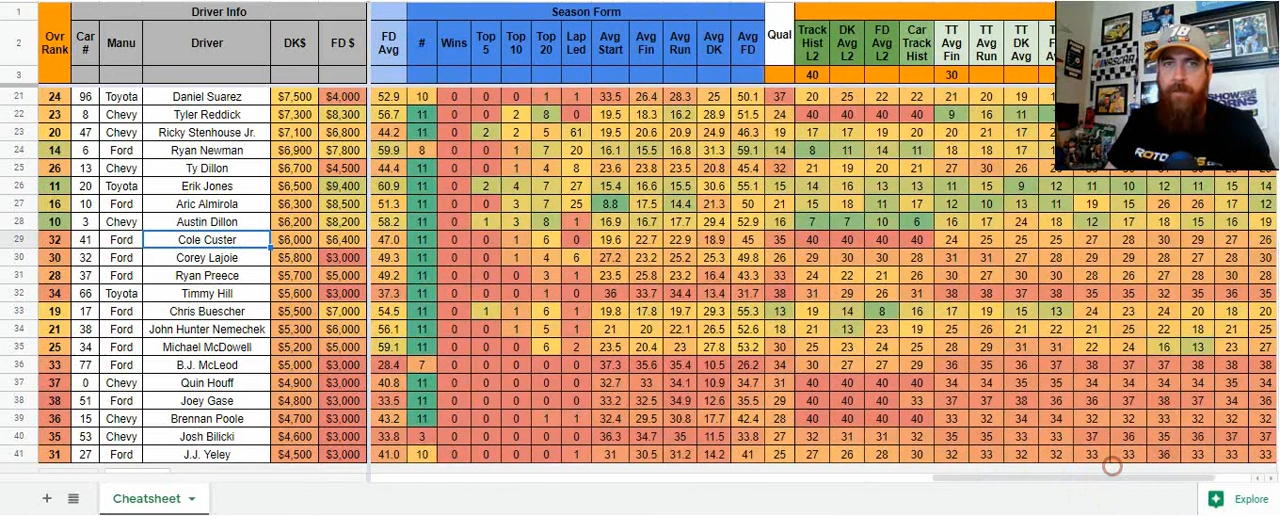 1 Driver Info Season Form
2 Ovr Rank Car # Manu Driver DK$ FD $ FD Avg # Wins Top 5 Top 10 Top 20 Lap Led Avg Start Avg Fin Avg Run Avg DK Avg FD Qual Track Hist L2 DK Avg L2 FD Avg L2 Car Track Hist TT Avg Fin TT Avg Run TT DK Avg
3 40 30
21 24 96 Toyota Daniel Suarez $7,500 $4,000 52.9 10 0 0 0 1 1 33.5 26.4 28.3 25 50.1 37 20 25 22 22 21 20 19
22 23 8 Chevy Tyler Reddick $7,300 $8,300 56.7 11 0 0 2 8 0 19.5 18.3 16.2 28.9 51.5 24 40 40 40 40 9 16 11
23 20 47 Chevy Ricky Stenhouse Jr. $7,100 $6,800 44.2 11 0 2 2 5 61 19.5 20.6 20.9 24.9 46.3 19 17 17 19 20 20 21 17
24 14 6 Ford Ryan Newman $6,900 $7,800 59.9 8 0 0 0 7 20 16.1 15.5 16.8 31.3 59.1 14 8 11 14 11 18 18 17
25 26 13 Chevy Ty Dillon $6,700 $4,500 44.4 11 0 0 1 4 8 23.6 23.8 23.5 20.8 45.4 32 21 19 20 21 27 30 26
26 11 20 Toyota Erik Jones $6,500 $9,400 60.9 11 0 2 4 7 27 15.4 16.6 15.5 30.6 55.1 15 14 16 13 13 11 15 9 12 11 10 12 11 15 14
27 16 10 Ford Aric Almirola $6,300 $8,500 51.3 11 0 0 3 7 25 8.8 17.5 14.4 21.3 50 21 15 18 11 17 12 10 13 11 19 15 20 19 16 12
28 10 3 Chevy Austin Dillon $6,200 $8,200 58.2 11 0 1 3 8 1 16.9 16.7 17.7 29.4 52.9 16 7 7 10 6 16 17 24 18 12 17 18 15 16 19
29 32 41 Ford Cole Custer $6,000 $6,400 47.0 11 0 0 1 6 0 19.6 22.7 22.9 18.9 45 35 40 40 40 40 24 25 25 25 27 28 30 29 27 25
30 30 32 Ford Corey Lajoie $5,800 $3,000 49.3 11 0 0 1 4 6 27.2 23.2 25.2 25.3 49.8 26 29 30 30 28 31 28 28 28 28 27 26 28 30 28
31 28 37 Ford Ryan Preece $5,700 $5,000 49.2 11 0 0 3 1 1 23.5 25.8 23.2 16.4 43.3 33 24 22 21 26 30 27 31 30 26 29 28 27 28 30
32 34 66 Toyota Timmy Hill $5,600 $3,000 37.3 11 0 0 0 1 0 36 33.7 34.4 13.4 31.7 38 31 29 26 31 38 38 37 38 35 35 32 35 36 35
33 19 17 Ford Chris Buescher $5,500 $7,000 54.5 11 0 1 1 6 1 19.8 17.8 19.7 29.3 55.3 13 19 14 8 16 17 19 15 13 24 23 24 20 18 20
34 21 38 Ford John Hunter Nemechek $5,300 $6,000 56.1 11 0 0 1 5 1 21 20 22.1 26.5 52.6 18 21 13 21 23 25 26 21 22 21 25 22 18 24 25
35 25 34 Ford Michael McDowell $5,200 $5,000 59.1 11 0 0 0 6 2 23.5 20.4 23 27.8 53.2 30 25 24 23 24 28 29 33 31 22 24 16 13 23 27
36 33 77 Ford B.J. McLeod $5,000 $3,000 28.4 7 0 0 0 0 0 37.3 35.6 35.4 10.5 26.2 34 30 27 27 29 34 35 30 36 37 37 38 37 38 38
37 37 0 Chevy Quin Houff $4,900 $3,000 40.8 11 0 0 0 0 0 32.7 33 34.1 10.9 34.7 31 40 40 40 40 36 34 35 34 34 34 35 34 34 34
38 38 51 Ford Joey Gase $4,800 $3,000 33.5 11 0 0 0 0 0 33.2 32.5 34.9 12.6 35.5 29 40 40 40 33 37 37 38 36 34 36 34 36 37 37
39 36 15 Chevy Brennan Poole $4,700 $3,000 43.2 11 0 0 0 1 1 32.4 29.5 30.8 17.7 42.4 28 40 40 40 40 33 32 34 32 32 33 31 32 32 32
40 35 53 Chevy Josh Bilicki $4,600 $3,000 33.8 3 0 0 0 0 0 36.3 34.7 35 11.5 33.8 27 32 31 31 32 35 35 33 33 37 36 35 38 35 36
41 31 27 Ford J.J. Yeley $4,500 $3,000 41.0 10 0 0 0 1 0 31 30.5 31.2 14.2 41 25 27 26 28 30 32 33 32 33 33 33 36 33 33 33
Cheatsheet Explore